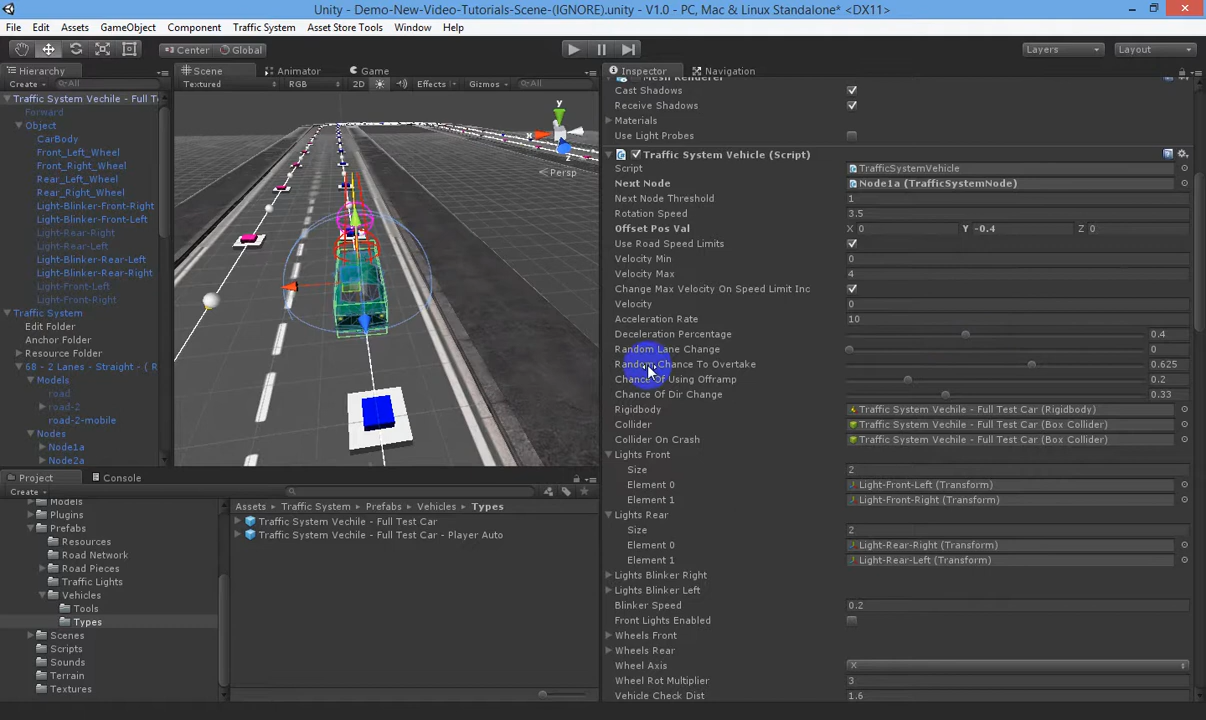 Unity - Demo-New-Video-Tutorials-Scene-(IGNORE).unity - V1.0 - PC, Mac & Linux Standalone* <DX11>
File Edit Assets GameObject Component Traffic System Asset Store Tools Window Help
Center Global Layers Layout
Hierarchy
Create All
Traffic System Vechile - Full T
Forward
Object
CarBody
Front_Left_Wheel
Front_Right_Wheel
Rear_Left_Wheel
Rear_Right_Wheel
Light-Blinker-Front-Right
Light-Blinker-Front-Left
Light-Rear-Right
Light-Rear-Left
Light-Blinker-Rear-Left
Light-Blinker-Rear-Right
Light-Front-Left
Light-Front-Right
Traffic System
Edit Folder
Anchor Folder
Resource Folder
6B - 2 Lanes - Straight - ( R
Models
road
road-2
road-2-mobile
Nodes
Node1a
Node2a
Scene Animator Game
Textured RGB 2D Effects Gizmos All
y
x
z
Persp
Inspector Navigation
Mesh Renderer
Cast Shadows
Receive Shadows
Materials
Use Light Probes
Traffic System Vehicle (Script)
Script TrafficSystemVehicle
Next Node Node1a (TrafficSystemNode)
Next Node Threshold 1
Rotation Speed 3.5
Offset Pos Val X 0 Y -0.4 Z 0
Use Road Speed Limits
Velocity Min 0
Velocity Max 4
Change Max Velocity On Speed Limit Inc
Velocity 0
Acceleration Rate 10
Deceleration Percentage 0.4
Random Lane Change 0
Random Chance To Overtake 0.625
Chance Of Using Offramp 0.2
Chance Of Dir Change 0.33
Rigidbody Traffic System Vechile - Full Test Car (Rigidbody)
Collider Traffic System Vechile - Full Test Car (Box Collider)
Collider On Crash Traffic System Vechile - Full Test Car (Box Collider)
Lights Front
Size 2
Element 0 Light-Front-Left (Transform)
Element 1 Light-Front-Right (Transform)
Lights Rear
Size 2
Element 0 Light-Rear-Right (Transform)
Element 1 Light-Rear-Left (Transform)
Lights Blinker Right
Lights Blinker Left
Blinker Speed 0.2
Front Lights Enabled
Wheels Front
Wheels Rear
Wheel Axis X
Wheel Rot Multiplier 3
Vehicle Check Dist 1.6
Project Console
Create
Models
Plugins
Prefabs
Resources
Road Network
Road Pieces
Traffic Lights
Vehicles
Tools
Types
Scenes
Scripts
Sounds
Terrain
Textures
Assets Traffic System Prefabs Vehicles Types
Traffic System Vechile - Full Test Car
Traffic System Vechile - Full Test Car - Player Auto